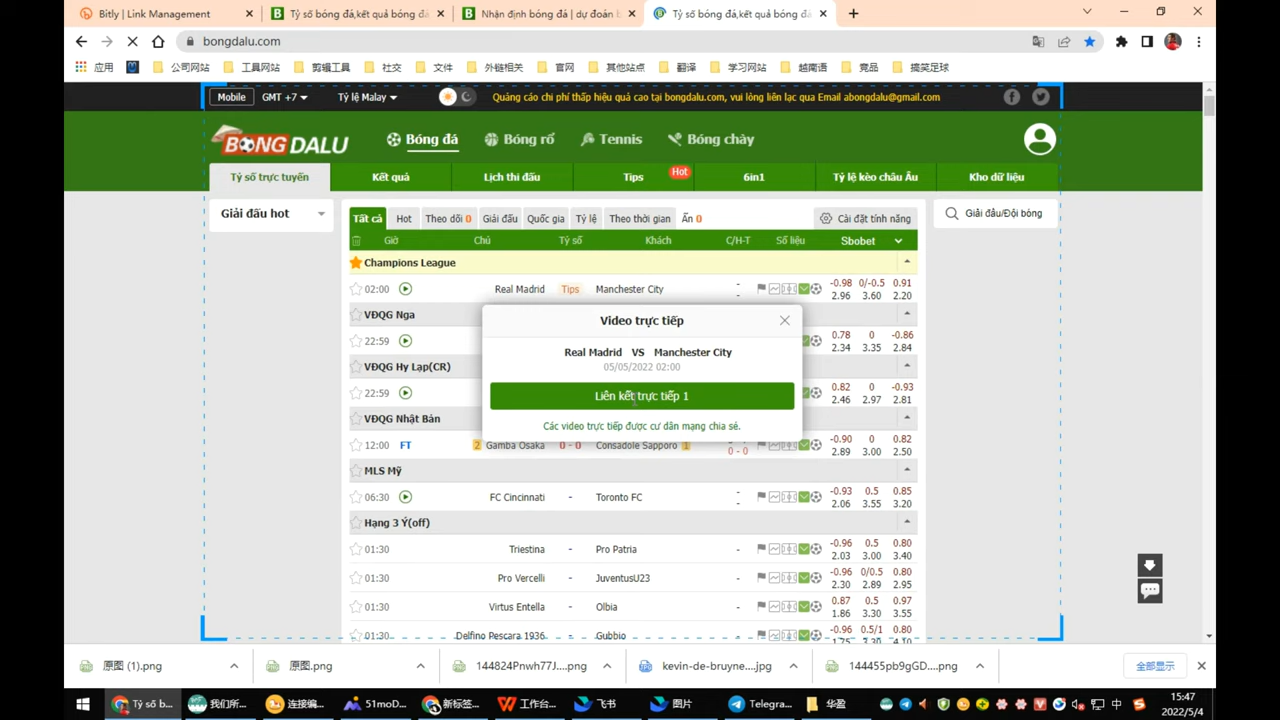 Bitly | Link Management
Tỷ số bóng đá,kết quả bóng đá
Nhận định bóng đá | dự đoán b
Tỷ số bóng đá,kết quả bóng đá
bongdalu.com
应用 公司网站 工具网站 剪辑工具 社交 文件 外链相关 官网 其他站点 翻译 学习网站 越南语 竞品 搞笑足球
Mobile GMT +7 Tỷ lệ Malay Quảng cáo chi phí thấp hiệu quả cao tại bongdalu.com, vui lòng liên lạc qua Email abongdalu@gmail.com
BONGDALU Bóng đá Bóng rổ Tennis Bóng chày
Tỷ số trực tuyến Kết quả Lịch thi đấu Tips Hot 6in1 Tỷ lệ kèo châu Âu Kho dữ liệu
Giải đấu hot
Tất cả Hot Theo dõi 0 Giải đấu Quốc gia Tỷ lệ Theo thời gian Ẩn 0 Cài đặt tính năng
Giải đấu/Đội bóng
Giờ Chủ Tỷ số Khách C/H-T Số liệu Sbobet
Champions League
02:00 Real Madrid Tips Manchester City - -0.98 0/-0.5 0.91
- 2.96 3.60 2.20
VĐQG Nga
22:59 0.78 0 -0.86
2.34 3.35 2.84
VĐQG Hy Lạp(CR)
22:59 0.82 0 -0.93
2.46 2.97 2.81
VĐQG Nhật Bản
12:00 FT 2 Gamba Osaka 0 - 0 Consadole Sapporo 1 -0.90 0 0.82
0 - 0 2.89 3.00 2.50
Video trực tiếp
Real Madrid VS Manchester City
05/05/2022 02:00
Liên kết trực tiếp 1
Các video trực tiếp được cư dân mạng chia sẻ.
MLS Mỹ
06:30 FC Cincinnati - Toronto FC - -0.93 0.5 0.85
- 2.06 3.55 3.20
Hạng 3 Ý(off)
01:30 Triestina - Pro Patria - -0.96 0.5 0.80
2.03 3.00 3.40
01:30 Pro Vercelli - JuventusU23 - -0.96 0/0.5 0.80
2.30 2.89 2.95
01:30 Virtus Entella - Olbia - 0.87 0.5 0.97
1.86 3.30 3.55
01:30 Delfino Pescara 1936 - Gubbio - -0.96 0.5/1 0.80
原图 (1).png 原图.png 144824Pnwh77J....png kevin-de-bruyne....jpg 144455pb9gGD....png 全部显示
Tỷ số b... 我们所... 连接编... 51moD... 新标签... 工作台... 飞书 图片 Telegra... 华盈 中
15:47
2022/5/4